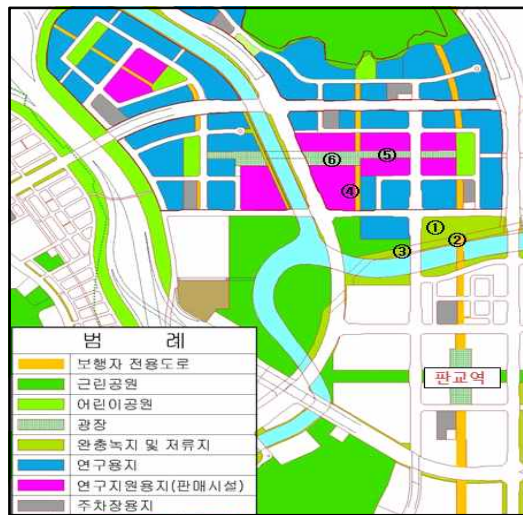 ⑤
⑥
④
①
②
③
판교역
범 례
보행자 전용도로
근린공원
어린이공원
광장
완충녹지 및 저류지
연구용지
연구지원용지(판매시설)
주차장용지